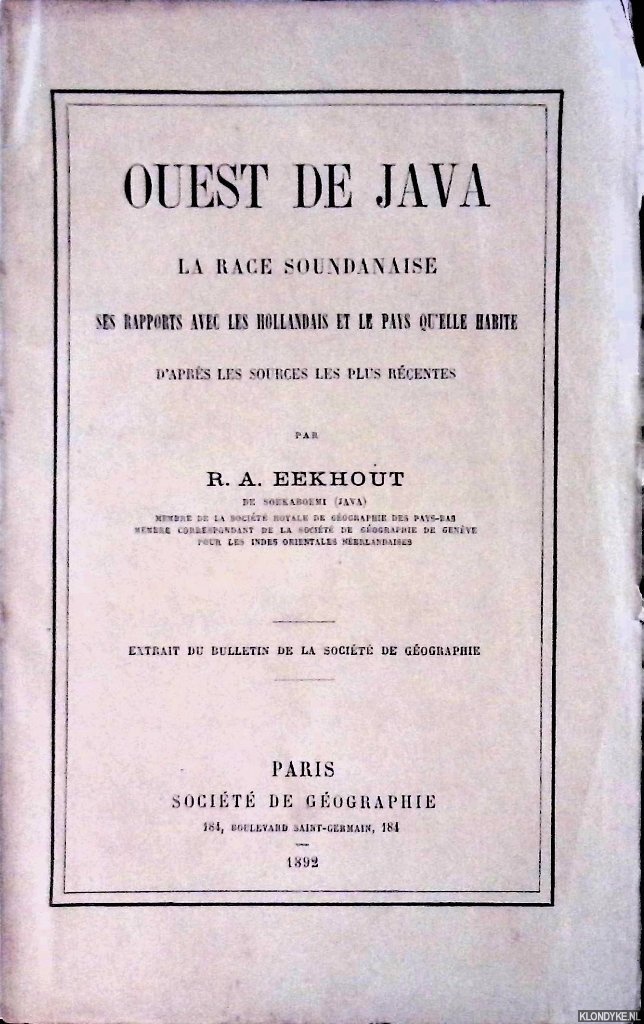 OUEST DE JAVA
LA RACE SOUNDANAISE
SES RAPPORTS AVEC LES HOLLANDAIS ET LE PAYS QU'ELLE HABITE
D'APRÈS LES SOURCES LES PLUS RÉCENTES
PAR
R. A. EEKHOUT
DE SOEKABOEMI (JAVA)
MEMBRE DE LA SOCIÉTÉ ROYALE DE GÉOGRAPHIE DES PAYS-BAS
MEMBRE CORRESPONDANT DE LA SOCIÉTÉ DE GÉOGRAPHIE DE GENÈVE
POUR LES INDES ORIENTALES NÉERLANDAISES
EXTRAIT DU BULLETIN DE LA SOCIÉTÉ DE GÉOGRAPHIE
PARIS
SOCIÉTÉ DE GÉOGRAPHIE
184, BOULEVARD SAINT-GERMAIN, 184
1892
KLONDYKE.NL